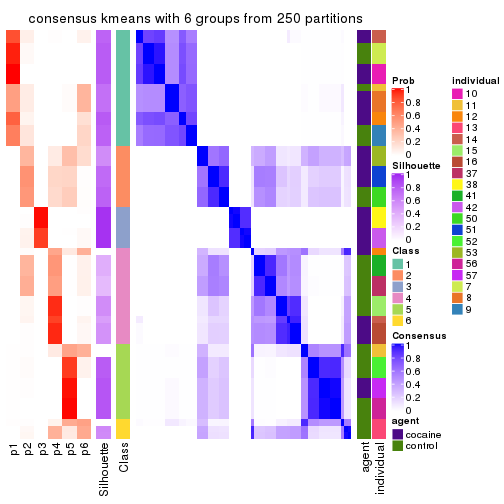 consensus kmeans with 6 groups from 250 partitions
Prob
1
0.8
0.6
0.4
0.2
0
Silhouette
1
0.8
0.6
0.4
0.2
0
Class
1
2
3
4
5
6
Consensus
1
0.8
0.6
0.4
0.2
0
agent
cocaine
control
individual
10
11
12
13
14
15
16
37
38
41
42
50
51
52
53
56
57
7
8
9
p1
p2
p3
p4
p5
p6
Silhouette
Class
agent
individual